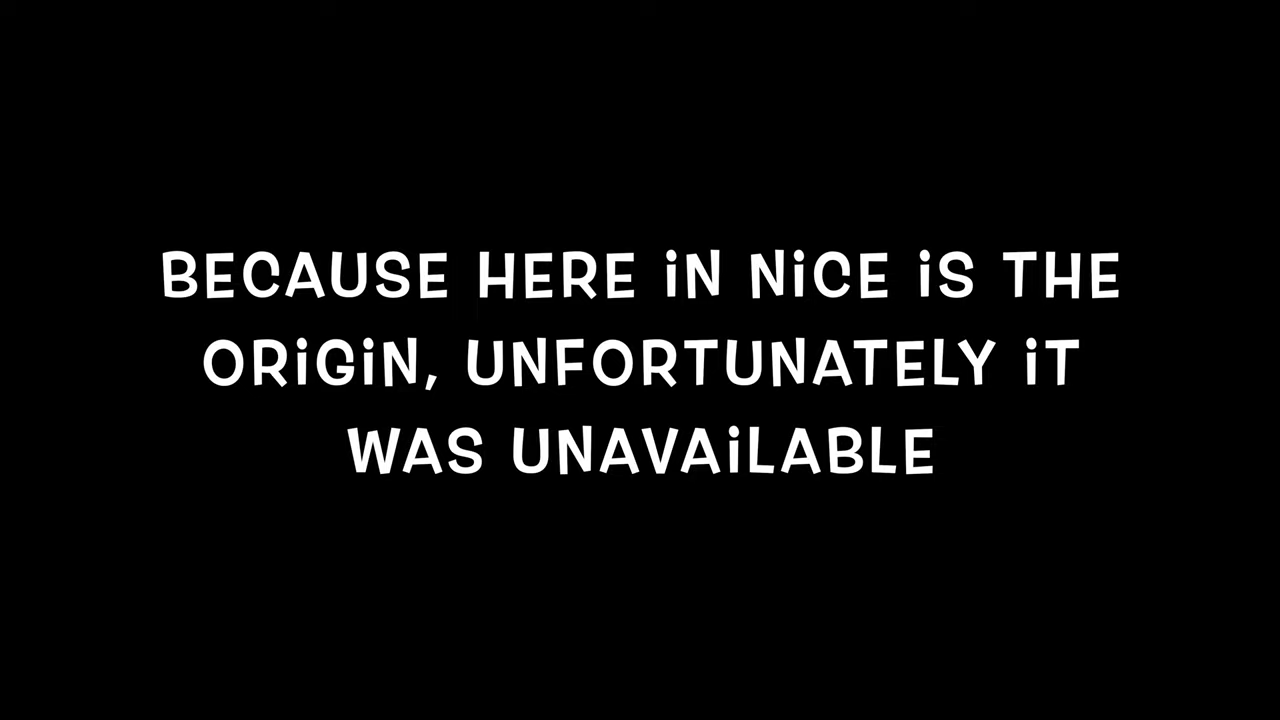 BECAUSE HERE iN NiCE iS THE
ORiGiN, UNFORTUNATELY iT
WAS UNAVAiLABLE